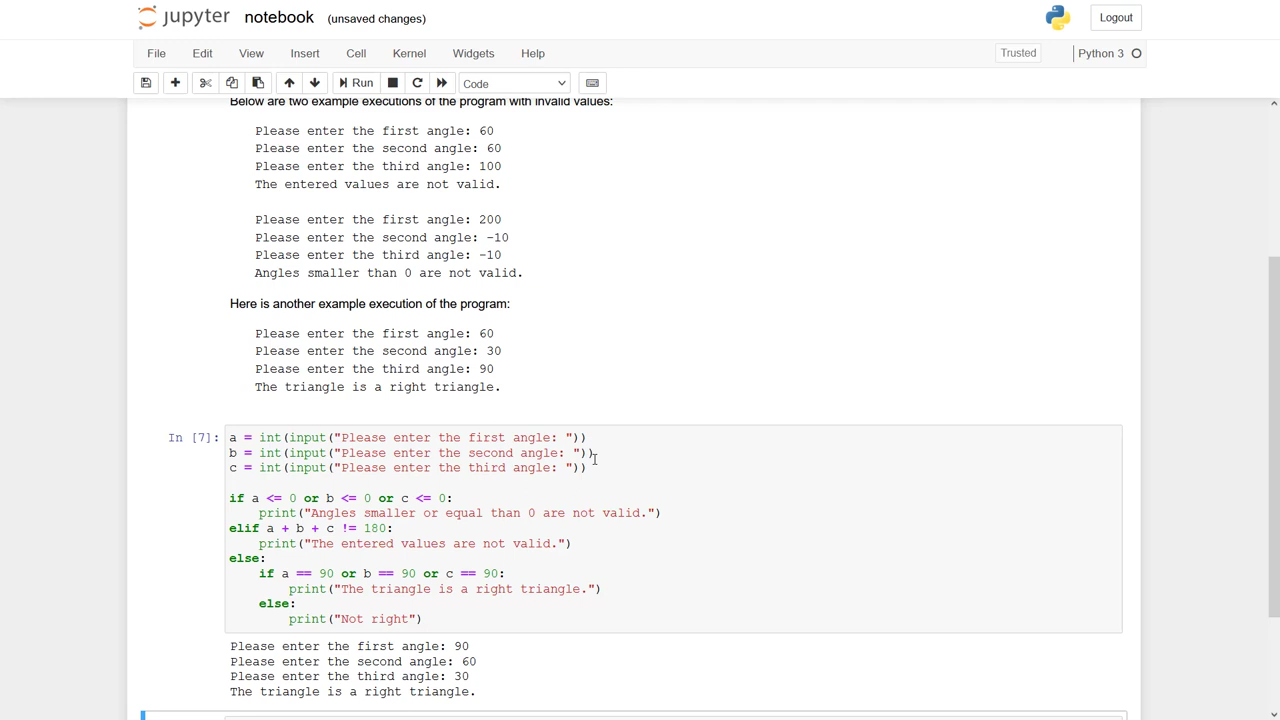 jupyter notebook (unsaved changes) Logout
File Edit View Insert Cell Kernel Widgets Help Trusted Python 3
Run Code
Below are two example executions of the program with invalid values:
Please enter the first angle: 60
Please enter the second angle: 60
Please enter the third angle: 100
The entered values are not valid.
Please enter the first angle: 200
Please enter the second angle: -10
Please enter the third angle: -10
Angles smaller than 0 are not valid.
Here is another example execution of the program:
Please enter the first angle: 60
Please enter the second angle: 30
Please enter the third angle: 90
The triangle is a right triangle.
In [7]: a = int(input("Please enter the first angle: "))
b = int(input("Please enter the second angle: "))
c = int(input("Please enter the third angle: "))
if a <= 0 or b <= 0 or c <= 0:
    print("Angles smaller or equal than 0 are not valid.")
elif a + b + c != 180:
    print("The entered values are not valid.")
else:
    if a == 90 or b == 90 or c == 90:
        print("The triangle is a right triangle.")
    else:
        print("Not right")
Please enter the first angle: 90
Please enter the second angle: 60
Please enter the third angle: 30
The triangle is a right triangle.